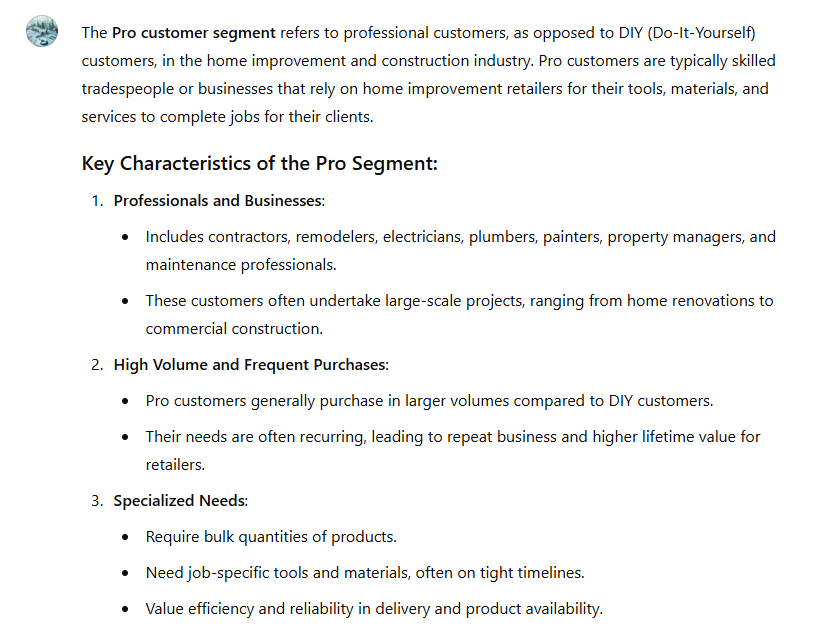 The Pro customer segment refers to professional customers, as opposed to DIY (Do-It-Yourself)
customers, in the home improvement and construction industry. Pro customers are typically skilled
tradespeople or businesses that rely on home improvement retailers for their tools, materials, and
services to complete jobs for their clients.
Key Characteristics of the Pro Segment:
1. Professionals and Businesses:
• Includes contractors, remodelers, electricians, plumbers, painters, property managers, and
maintenance professionals.
• These customers often undertake large-scale projects, ranging from home renovations to
commercial construction.
2. High Volume and Frequent Purchases:
• Pro customers generally purchase in larger volumes compared to DIY customers.
• Their needs are often recurring, leading to repeat business and higher lifetime value for
retailers.
3. Specialized Needs:
• Require bulk quantities of products.
• Need job-specific tools and materials, often on tight timelines.
• Value efficiency and reliability in delivery and product availability.